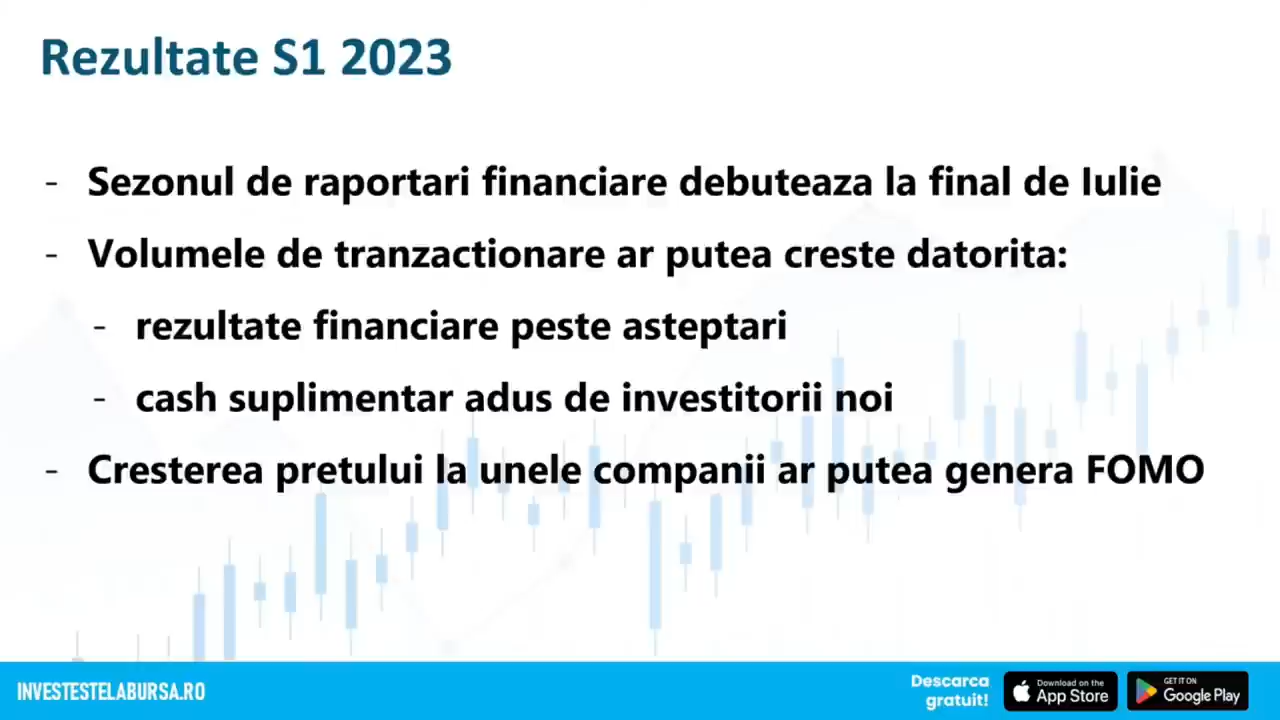 Rezultate S1 2023
- Sezonul de raportari financiare debuteaza la final de Iulie
- Volumele de tranzactionare ar putea creste datorita:
- rezultate financiare peste asteptari
- cash suplimentar adus de investitorii noi
- Cresterea pretului la unele companii ar putea genera FOMO
INVESTESTELABURSA.RO
Descarca
gratuit!
Download on the
App Store
GET IT ON
Google Play